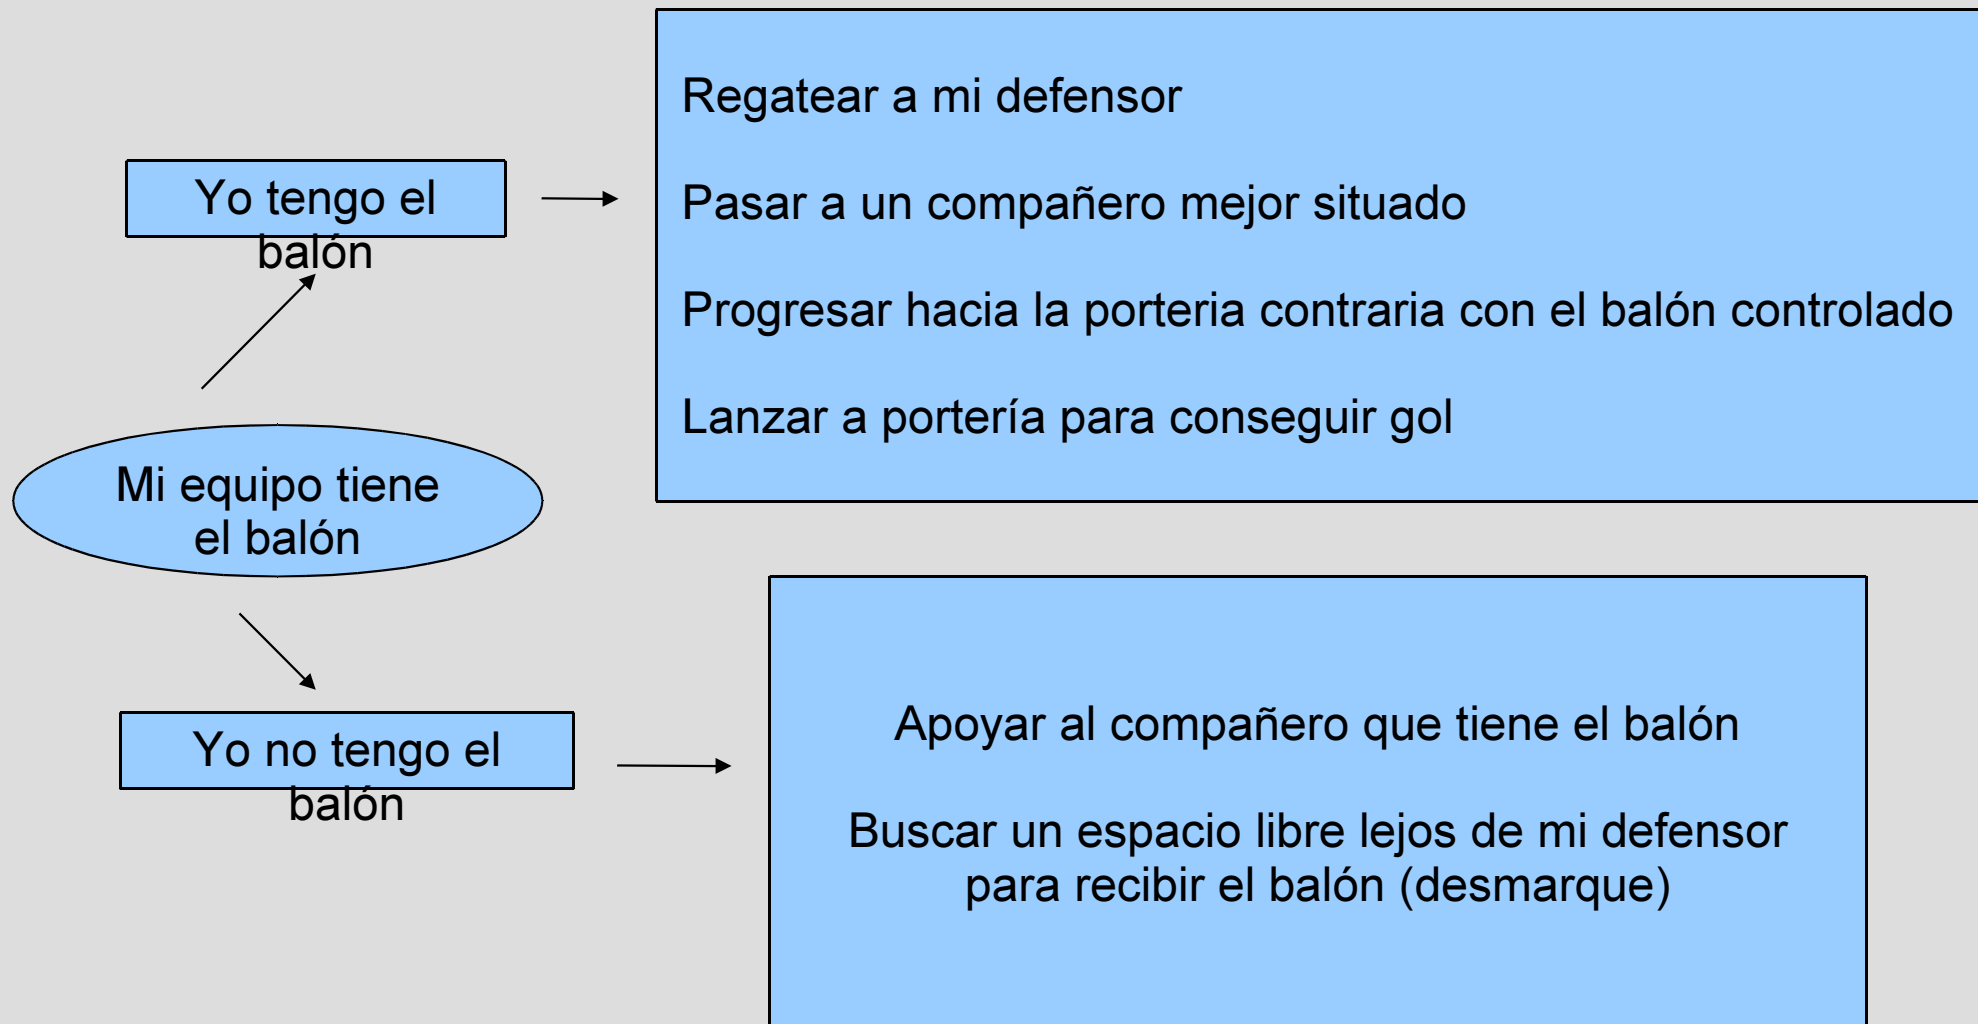 Yo tengo el
balón
Regatear a mi defensor
Pasar a un compañero mejor situado
Progresar hacia la porteria contraria con el balón controlado
Lanzar a portería para conseguir gol
Mi equipo tiene
el balón
Yo no tengo el
balón
Apoyar al compañero que tiene el balón
Buscar un espacio libre lejos de mi defensor
para recibir el balón (desmarque)